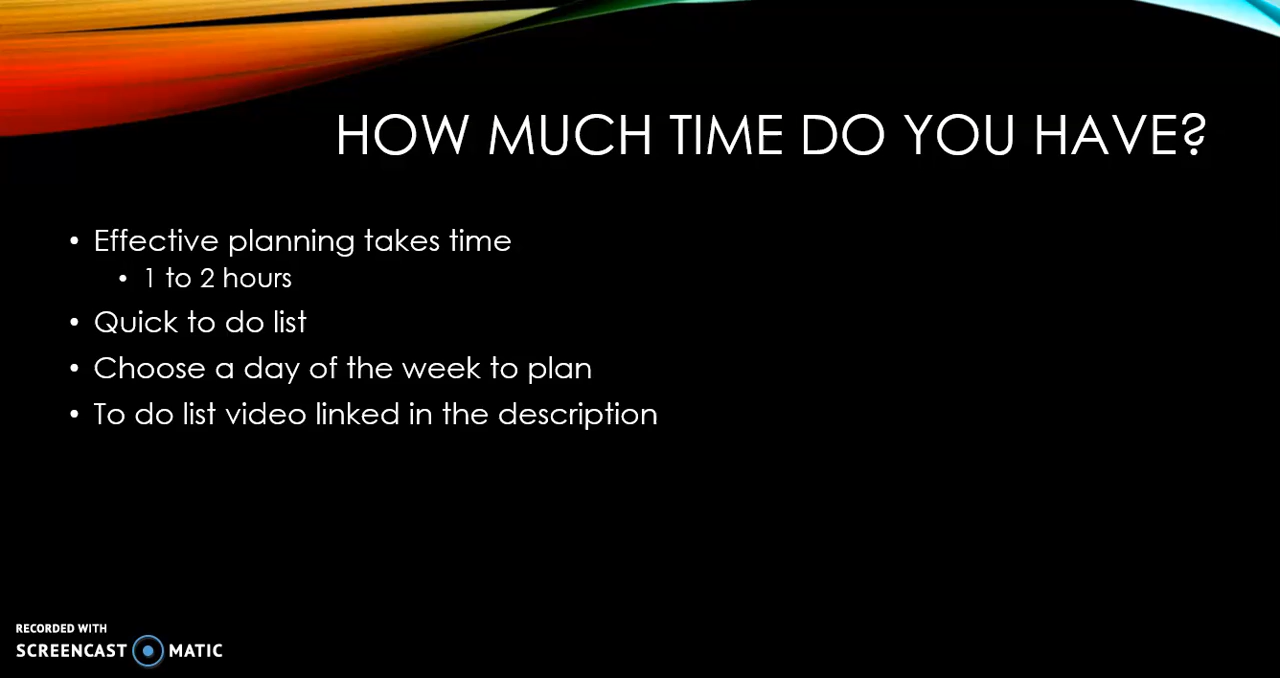 HOW MUCH TIME DO YOU HAVE?
• Effective planning takes time
• 1 to 2 hours
• Quick to do list
• Choose a day of the week to plan
• To do list video linked in the description
RECORDED WITH
SCREENCAST MATIC